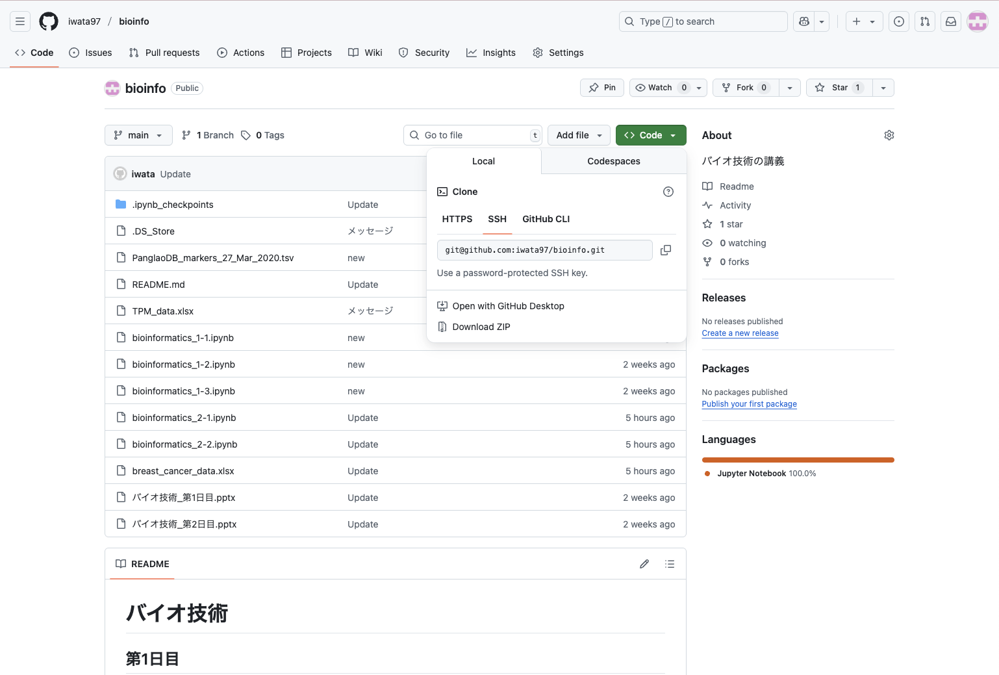 iwata97 / bioinfo
Type / to search
Code
Issues
Pull requests
Actions
Projects
Wiki
Security
Insights
Settings
bioinfo Public
Pin
Watch 0
Fork 0
Star 1
main
1 Branch
0 Tags
Go to file t
Add file
Code
Local
Codespaces
Clone
HTTPS
SSH
GitHub CLI
git@github.com:iwata97/bioinfo.git
Use a password-protected SSH key.
Open with GitHub Desktop
Download ZIP
iwata Update
.ipynb_checkpoints Update
.DS_Store メッセージ
PanglaoDB_markers_27_Mar_2020.tsv new
README.md Update
TPM_data.xlsx メッセージ
bioinformatics_1-1.ipynb new
bioinformatics_1-2.ipynb new 2 weeks ago
bioinformatics_1-3.ipynb new 2 weeks ago
bioinformatics_2-1.ipynb Update 5 hours ago
bioinformatics_2-2.ipynb Update 5 hours ago
breast_cancer_data.xlsx Update 5 hours ago
バイオ技術_第1日目.pptx Update 2 weeks ago
バイオ技術_第2日目.pptx Update 2 weeks ago
README
バイオ技術
第1日目
About
バイオ技術の講義
Readme
Activity
1 star
0 watching
0 forks
Releases
No releases published
Create a new release
Packages
No packages published
Publish your first package
Languages
Jupyter Notebook 100.0%